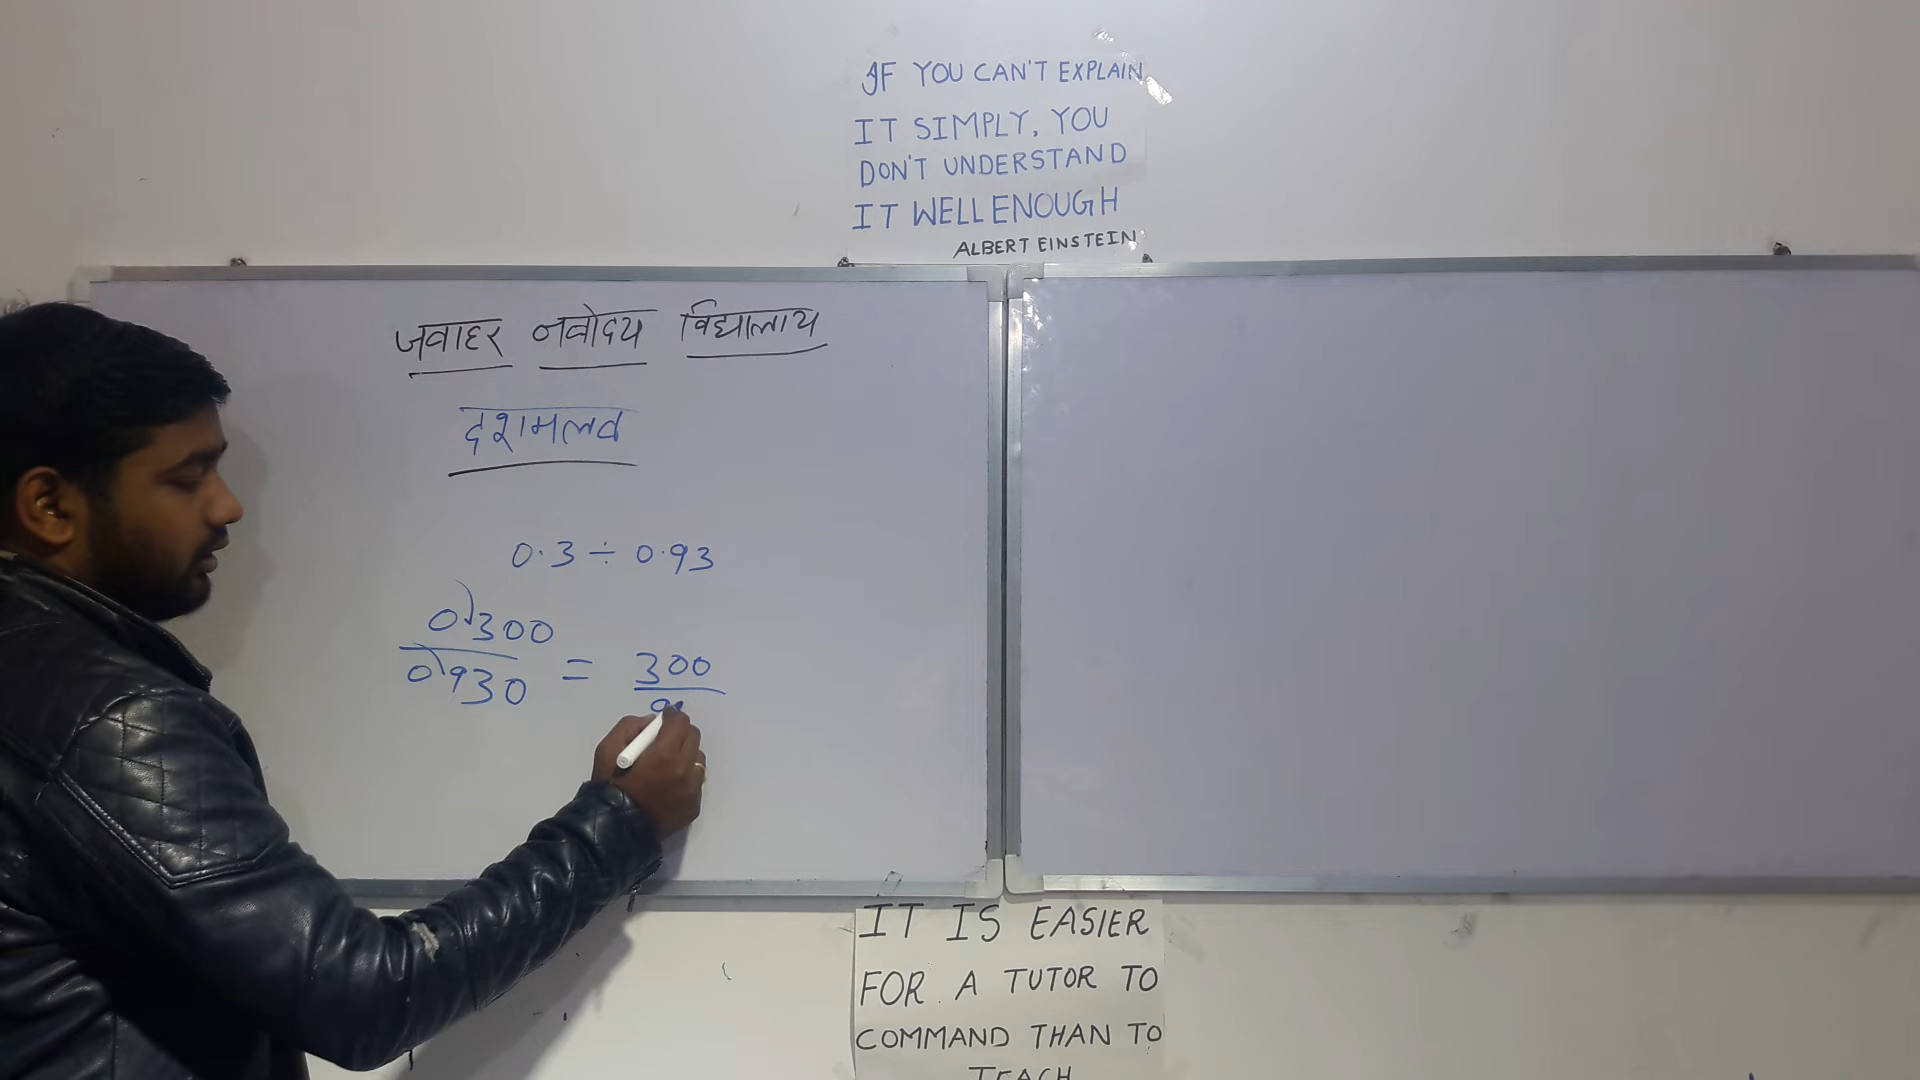 IF YOU CAN'T EXPLAIN
IT SIMPLY, YOU
DON'T UNDERSTAND
IT WELL ENOUGH
ALBERT EINSTEIN
जवाहर नवोदय विद्यालाय
दशमलव
0.3 ÷ 0.93
0.300
0.930 = 300
IT IS EASIER
FOR A TUTOR TO
COMMAND THAN TO
TEACH